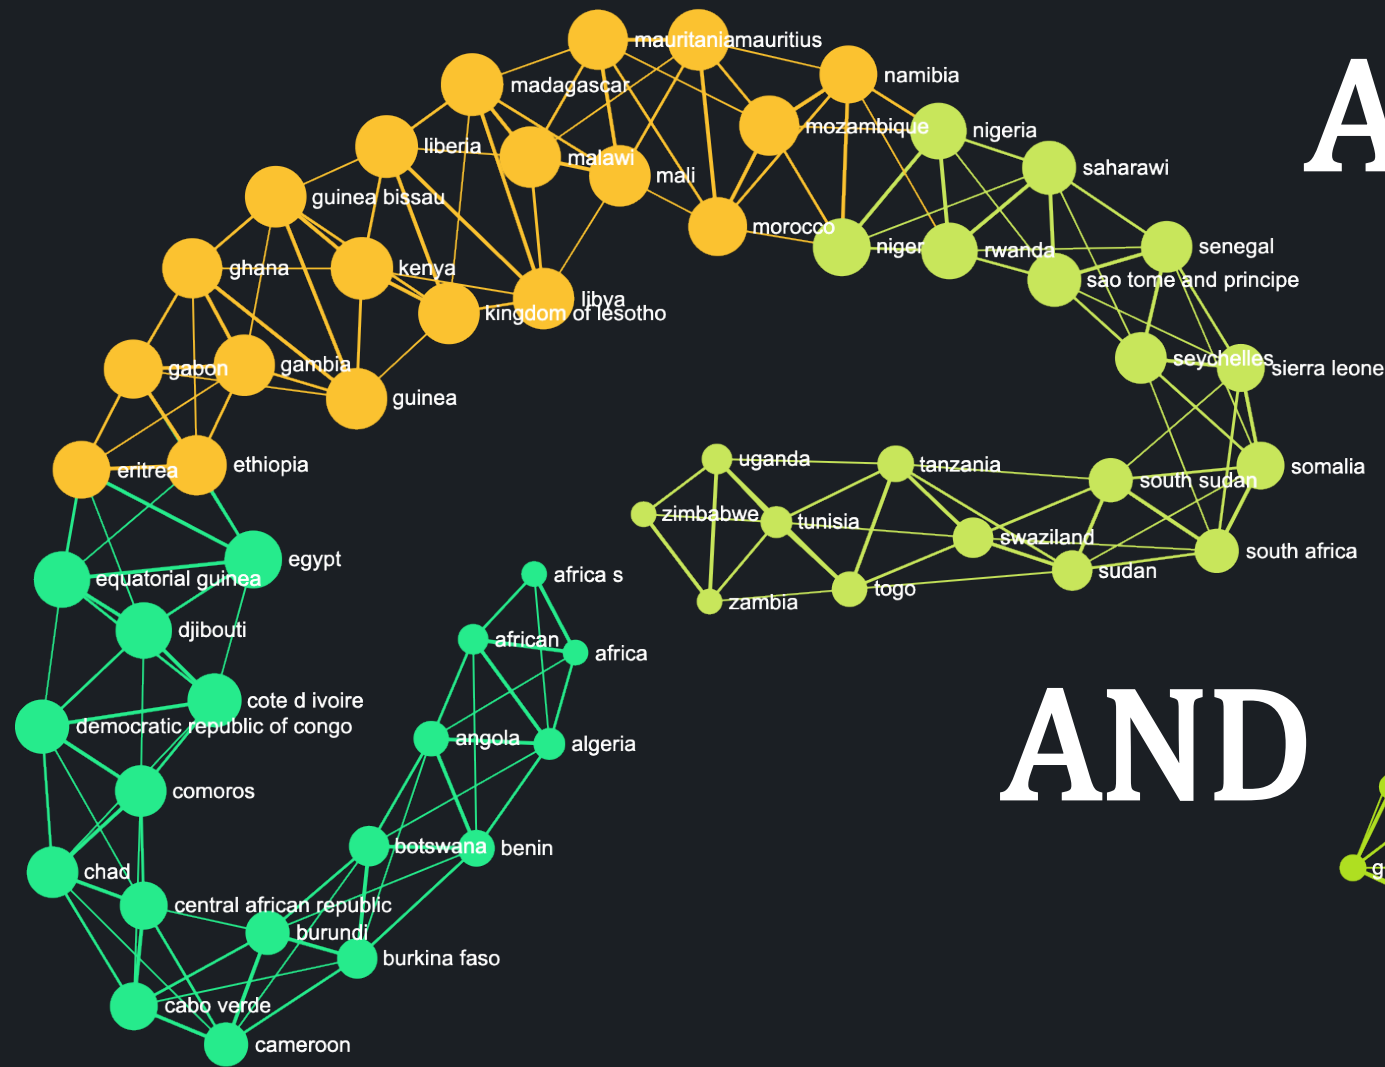 mauritania
mauritius
namibia
madagascar
mozambique
nigeria
liberia
malawi
saharawi
mali
guinea bissau
morocco
niger
rwanda
senegal
ghana
kenya
sao tome and principe
libya
kingdom of lesotho
seychelles
sierra leone
gabon
gambia
guinea
uganda
tanzania
somalia
eritrea
ethiopia
south sudan
zimbabwe
tunisia
swaziland
south africa
egypt
equatorial guinea
africa s
sudan
togo
zambia
djibouti
african
africa
cote d ivoire
democratic republic of congo
angola
algeria
AND
comoros
botswana
benin
chad
central african republic
burundi
burkina faso
cabo verde
cameroon